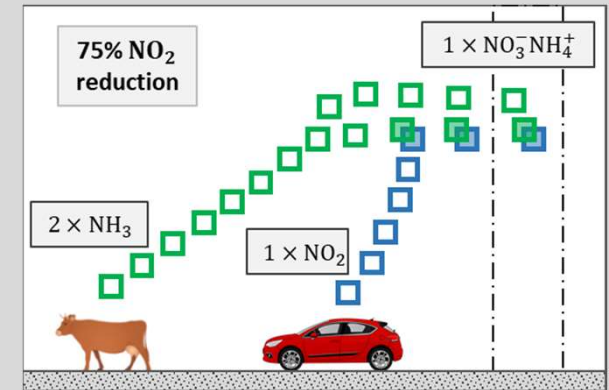 75% NO₂
reduction
1 × NO₃⁻NH₄⁺
2 × NH₃
1 × NO₂